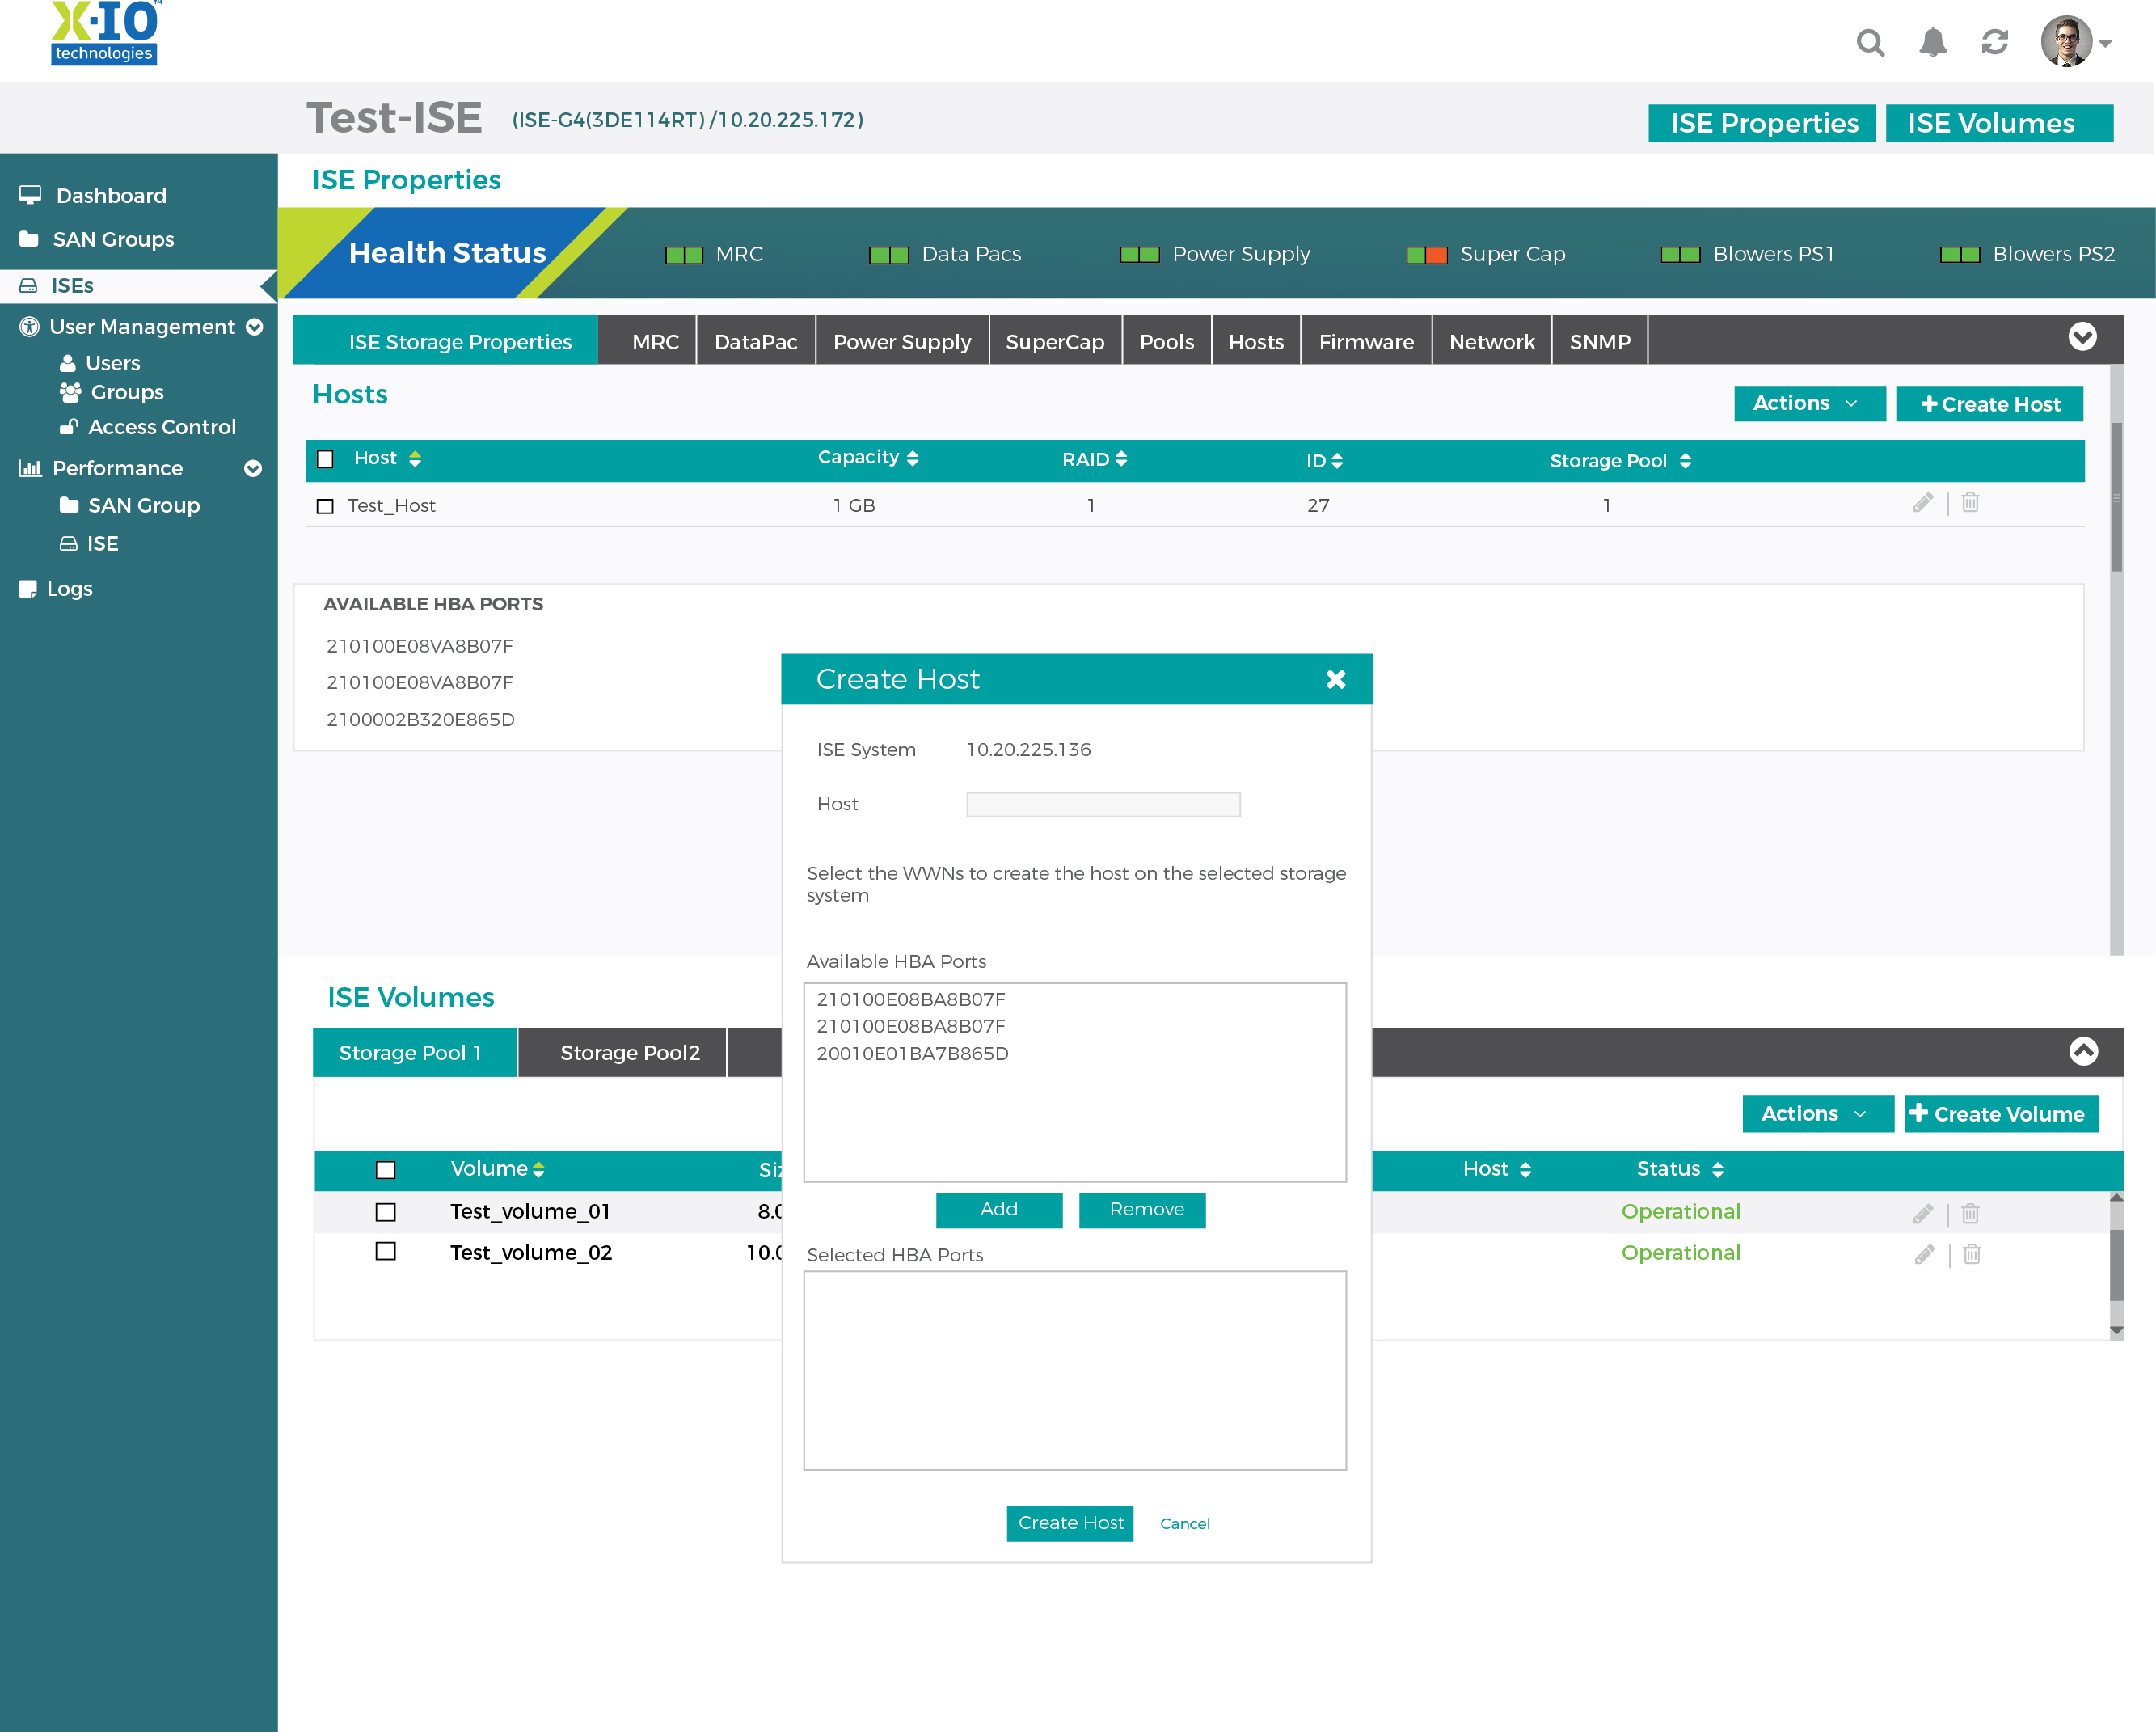 X-IO™
technologies
Test-ISE (ISE-G4(3DE114RT) /10.20.225.172)
ISE Properties ISE Volumes
Dashboard
SAN Groups
ISEs
User Management
Users
Groups
Access Control
Performance
SAN Group
ISE
Logs
ISE Properties
Health Status MRC Data Pacs Power Supply Super Cap Blowers PS1 Blowers PS2
ISE Storage Properties MRC DataPac Power Supply SuperCap Pools Hosts Firmware Network SNMP
Hosts
Actions Create Host
Host Capacity RAID ID Storage Pool
Test_Host 1 GB 1 27 1
AVAILABLE HBA PORTS
210100E08VA8B07F
210100E08VA8B07F
2100002B320E865D
Create Host
ISE System 10.20.225.136
Host
Select the WWNs to create the host on the selected storage
system
Available HBA Ports
210100E08BA8B07F
210100E08BA8B07F
20010E01BA7B865D
Add Remove
Selected HBA Ports
Create Host Cancel
ISE Volumes
Storage Pool 1 Storage Pool2
Actions Create Volume
Volume Host Status
Test_volume_01 Operational
Test_volume_02 Operational